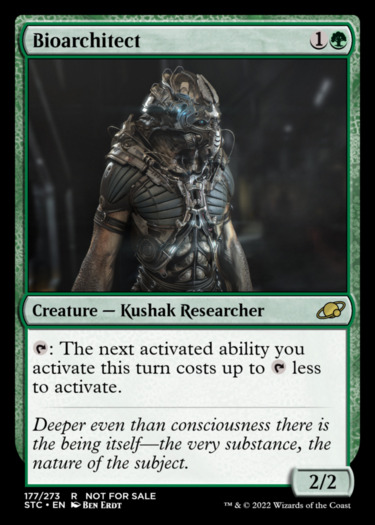 Bioarchitect
1
Creature — Kushak Researcher
: The next activated ability you
activate this turn costs up to less
to activate.
Deeper even than consciousness there is
the being itself—the very substance, the
nature of the subject.
2/2
177/273 R NOT FOR SALE
STC • EN BEN ERDT
™ & © 2022 Wizards of the Coast